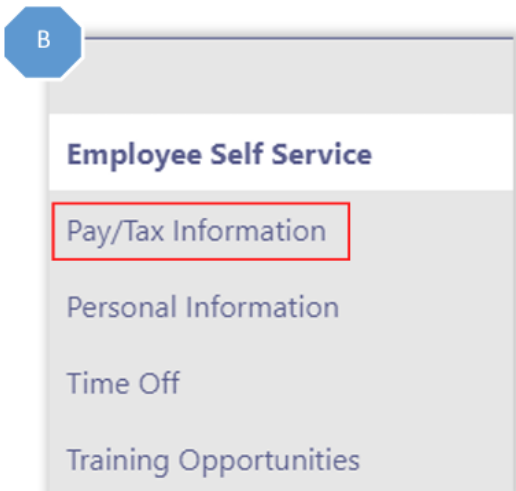 B
Employee Self Service
Pay/Tax Information
Personal Information
Time Off
Training Opportunities